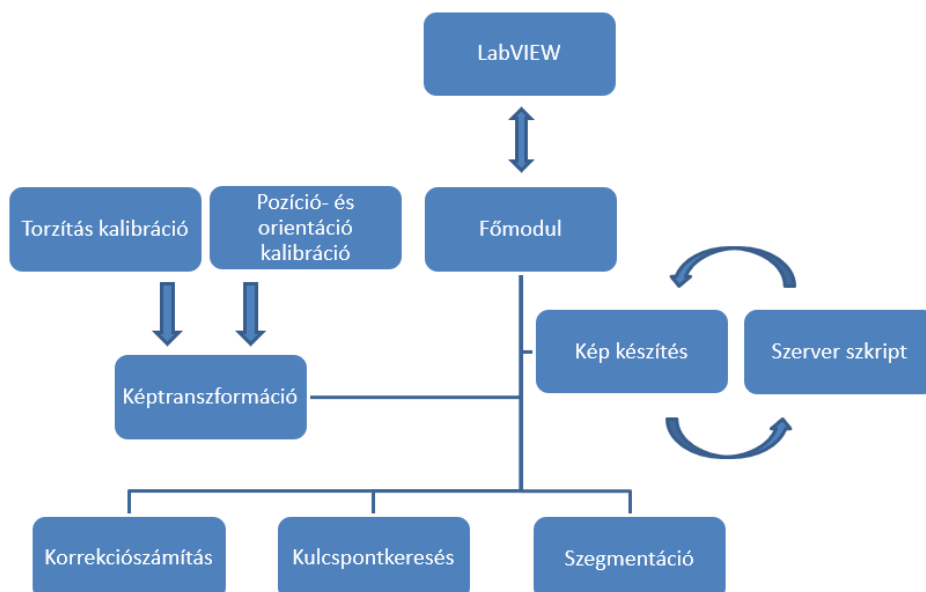 LabVIEW
Torzítás kalibráció
Pozíció- és
orientáció
kalibráció
Főmodul
Kép készítés
Szerver szkript
Képtranszformáció
Korrekciószámítás
Kulcspontkeresés
Szegmentáció